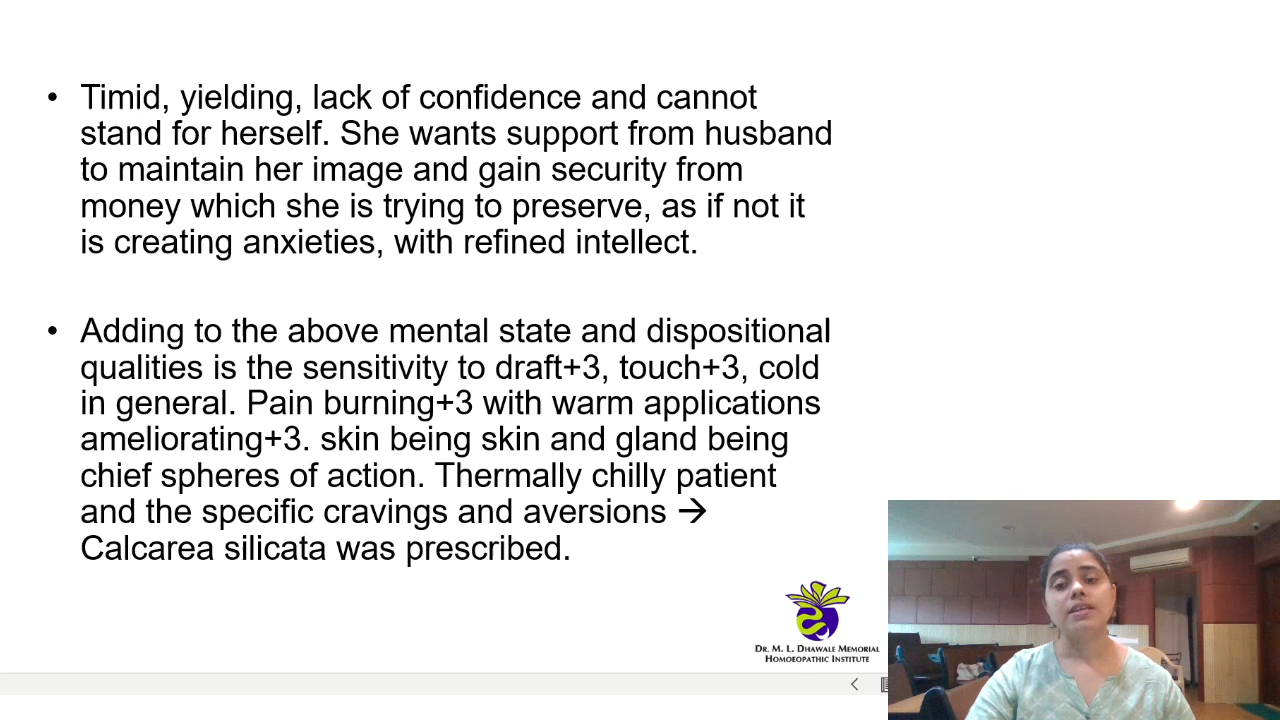 • Timid, yielding, lack of confidence and cannot
stand for herself. She wants support from husband
to maintain her image and gain security from
money which she is trying to preserve, as if not it
is creating anxieties, with refined intellect.
• Adding to the above mental state and dispositional
qualities is the sensitivity to draft+3, touch+3, cold
in general. Pain burning+3 with warm applications
ameliorating+3. skin being skin and gland being
chief spheres of action. Thermally chilly patient
and the specific cravings and aversions →
Calcarea silicata was prescribed.
DR. M. L. DHAWALE MEMORIAL
HOMOEOPATHIC INSTITUTE